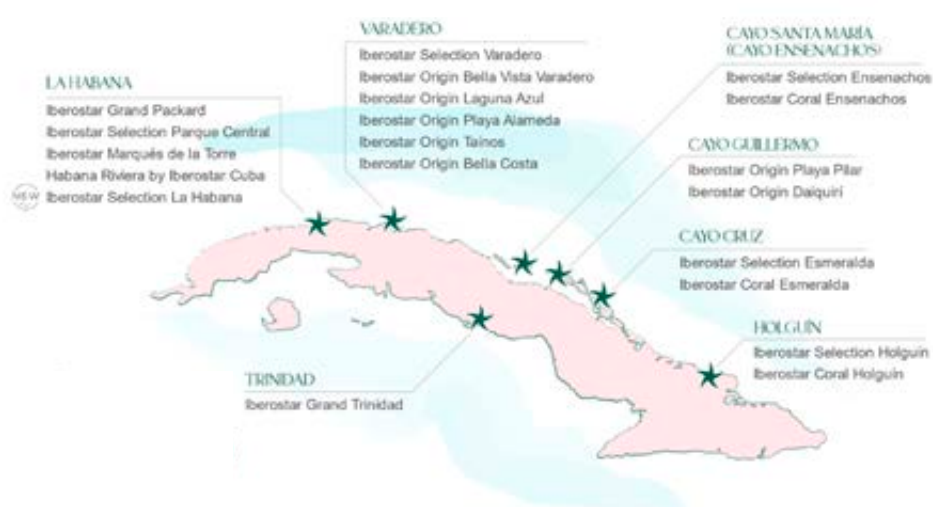 LA HABANA
Iberostar Grand Packard
Iberostar Selection Parque Central
Iberostar Marqués de la Torre
Habana Riviera by Iberostar Cuba
NEW
Iberostar Selection La Habana
VARADERO
Iberostar Selection Varadero
Iberostar Origin Bella Vista Varadero
Iberostar Origin Laguna Azul
Iberostar Origin Playa Alameda
Iberostar Origin Tainos
Iberostar Origin Bella Costa
CAYO SANTA MARÍA
(CAYO ENSENACHOS)
Iberostar Selection Ensenachos
Iberostar Coral Ensenachos
CAYO GUILLERMO
Iberostar Origin Playa Pilar
Iberostar Origin Daiquirí
CAYO CRUZ
Iberostar Selection Esmeralda
Iberostar Coral Esmeralda
HOLGUÍN
Iberostar Selection Holguín
Iberostar Coral Holguín
TRINIDAD
Iberostar Grand Trinidad